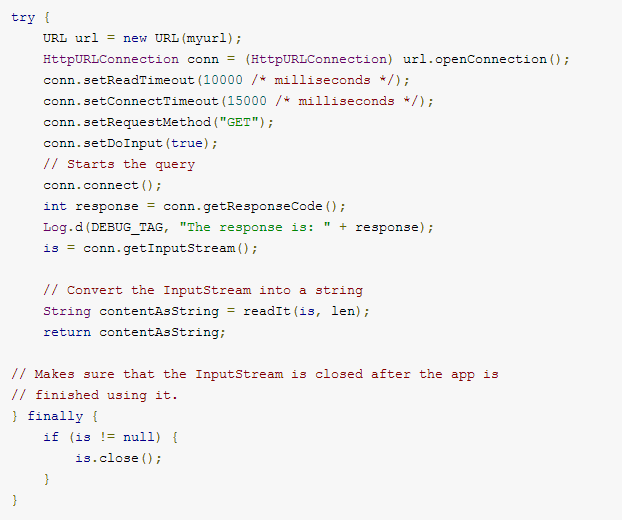 try {
    URL url = new URL(myurl);
    HttpURLConnection conn = (HttpURLConnection) url.openConnection();
    conn.setReadTimeout(10000 /* milliseconds */);
    conn.setConnectTimeout(15000 /* milliseconds */);
    conn.setRequestMethod("GET");
    conn.setDoInput(true);
    // Starts the query
    conn.connect();
    int response = conn.getResponseCode();
    Log.d(DEBUG_TAG, "The response is: " + response);
    is = conn.getInputStream();

    // Convert the InputStream into a string
    String contentAsString = readIt(is, len);
    return contentAsString;

// Makes sure that the InputStream is closed after the app is
// finished using it.
} finally {
    if (is != null) {
        is.close();
    }
}